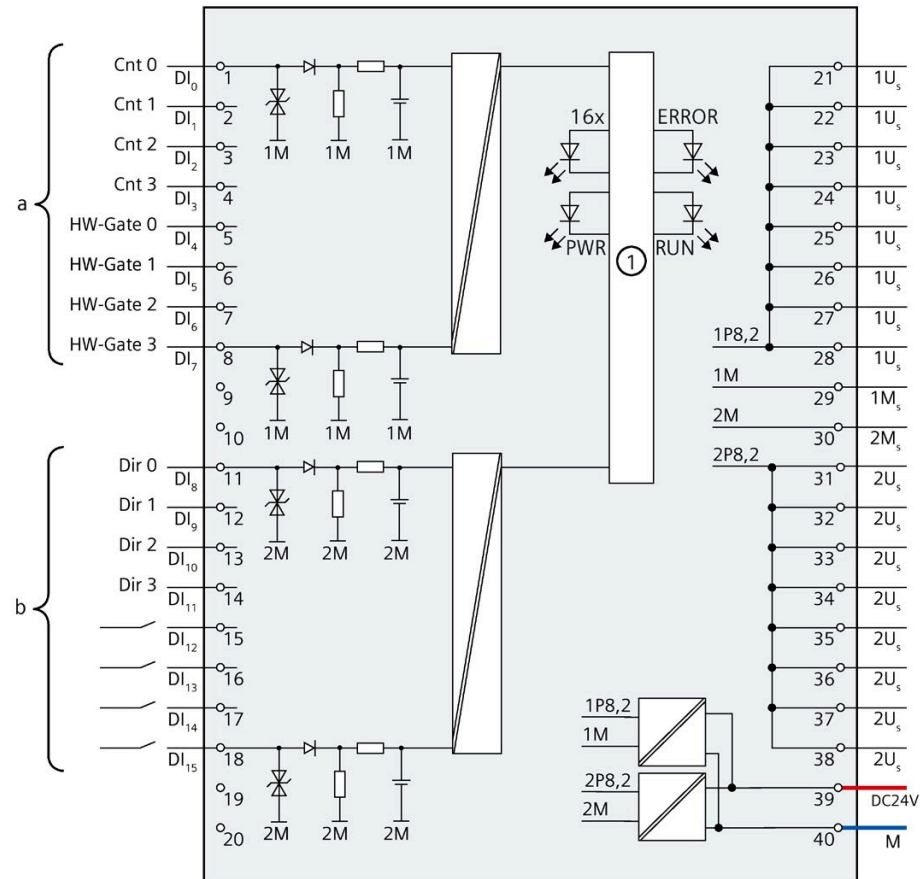 a
Cnt 0
DI0
1
Cnt 1
DI1
2
Cnt 2
DI2
3
Cnt 3
DI3
4
HW-Gate 0
DI4
5
HW-Gate 1
DI5
6
HW-Gate 2
DI6
7
HW-Gate 3
DI7
8
9
10
1M 1M 1M
1M 1M 1M
b
Dir 0
DI8
11
Dir 1
DI9
12
Dir 2
DI10
13
Dir 3
DI11
14
DI12
15
DI13
16
DI14
17
DI15
18
19
20
2M 2M 2M
2M 2M 2M
16x ERROR
PWR RUN
1
21 1Us
22 1Us
23 1Us
24 1Us
25 1Us
26 1Us
27 1Us
1P8,2
28 1Us
1M
29 1Ms
2M
30 2Ms
2P8,2
31 2Us
32 2Us
33 2Us
34 2Us
35 2Us
36 2Us
37 2Us
38 2Us
1P8,2
1M
2P8,2
2M
39 DC24V
40 M